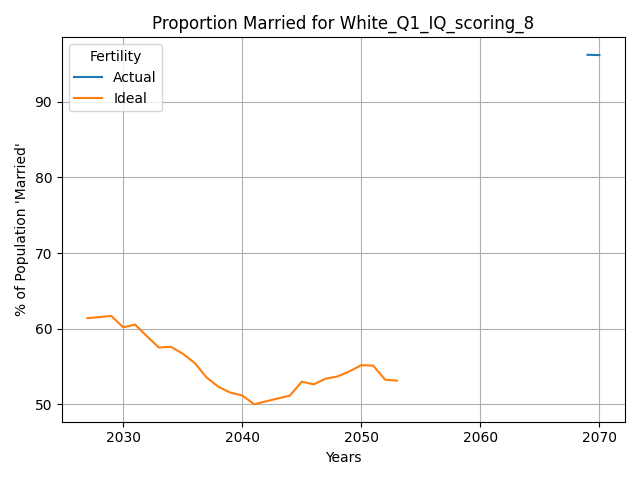 Proportion Married for White_Q1_IQ_scoring_8
Fertility
Actual
Ideal
% of Population 'Married'
90
80
70
60
50
2030 2040 2050 2060 2070
Years